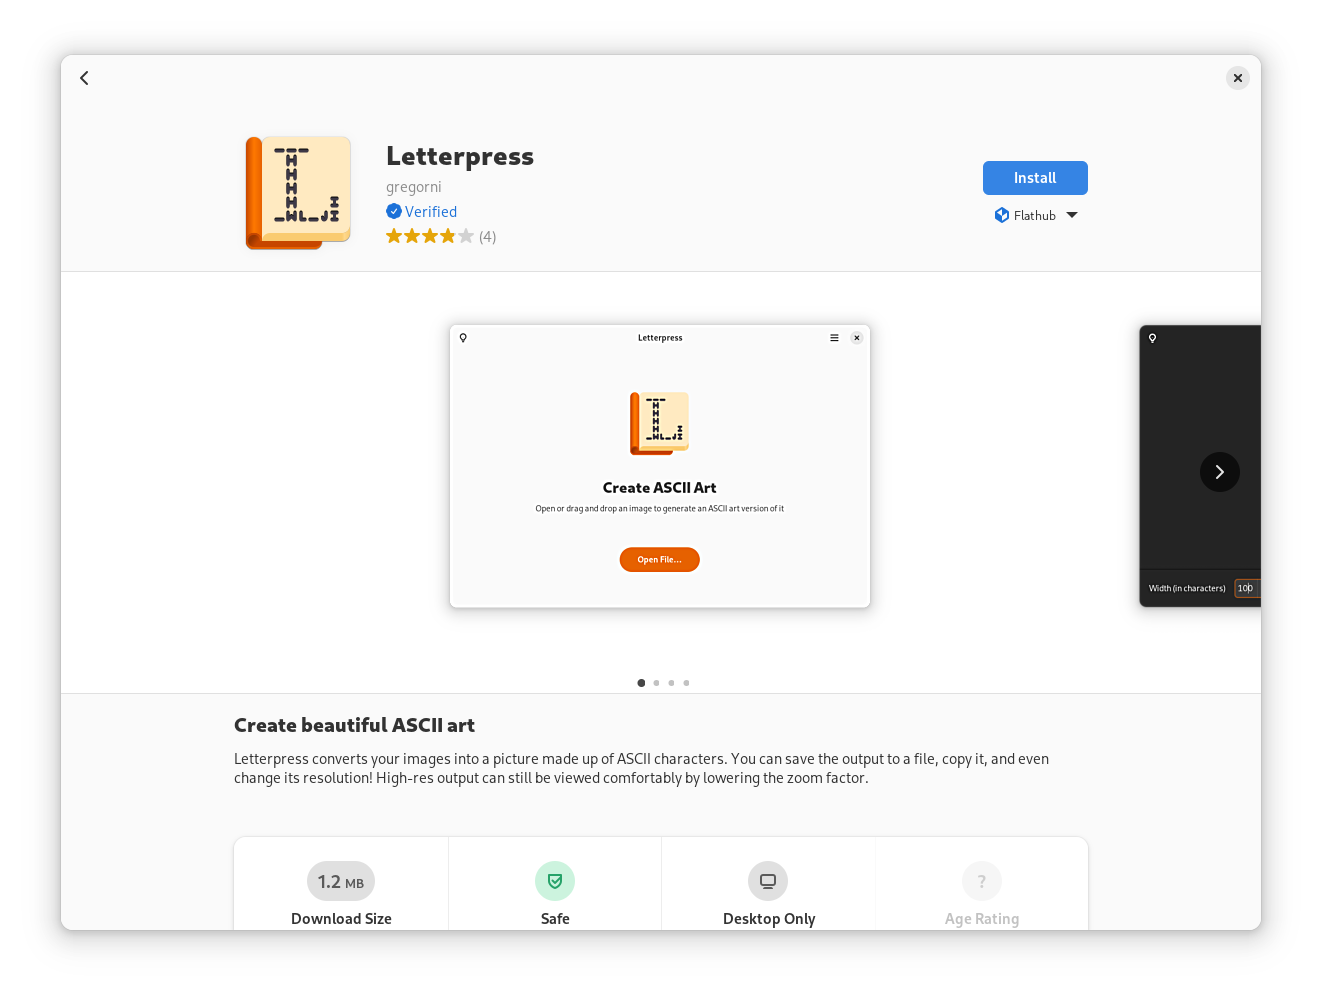 Letterpress
gregorni
Verified
(4)
Install
Flathub
Letterpress
Create ASCII Art
Open or drag and drop an image to generate an ASCII art version of it
Open File...
Width (in characters) 100
Create beautiful ASCII art
Letterpress converts your images into a picture made up of ASCII characters. You can save the output to a file, copy it, and even
change its resolution! High-res output can still be viewed comfortably by lowering the zoom factor.
1.2 MB
?
Download Size
Safe
Desktop Only
Age Rating